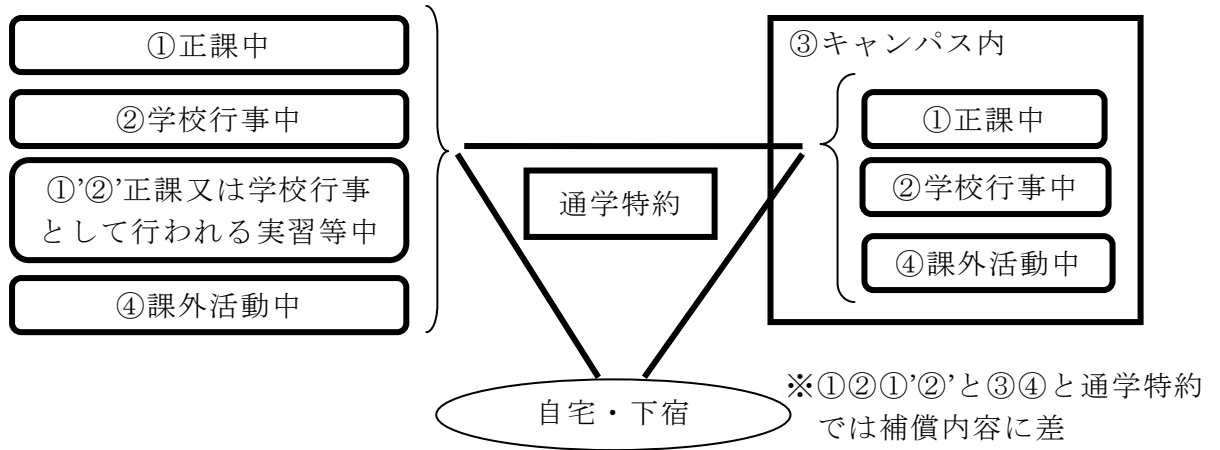 ①正課中
②学校行事中
①’②’正課又は学校行事
として行われる実習等中
④課外活動中
通学特約
③キャンパス内
①正課中
②学校行事中
④課外活動中
自宅・下宿
※①②①’②’と③④と通学特約
では補償内容に差